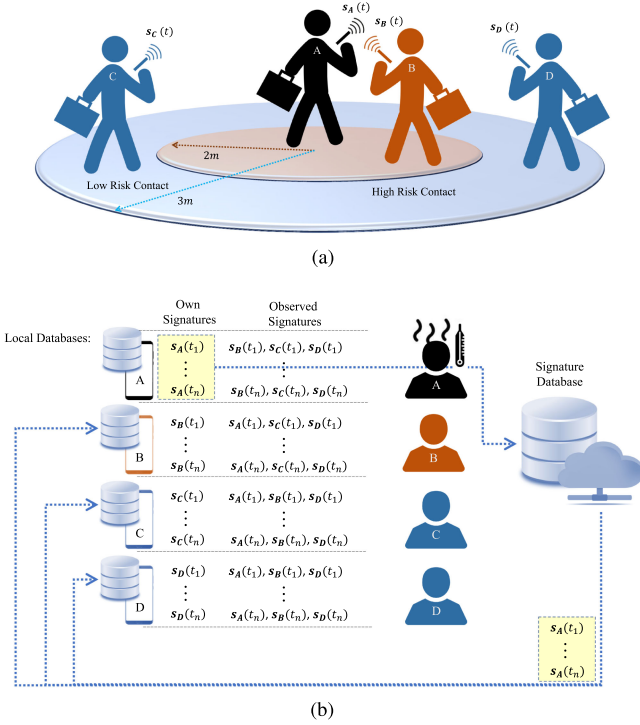 s_A(t)
s_C(t)
s_B(t)
s_D(t)
A
B
C
D
2m
Low Risk Contact
High Risk Contact
3m
(a)
Own Signatures
Observed Signatures
Local Databases:
s_A(t_1)
s_B(t_1), s_C(t_1), s_D(t_1)
⋮
⋮
A
s_A(t_n)
s_B(t_n), s_C(t_n), s_D(t_n)
A
Signature Database
s_B(t_1)
s_A(t_1), s_C(t_1), s_D(t_1)
⋮
⋮
B
s_B(t_n)
s_A(t_n), s_C(t_n), s_D(t_n)
B
s_C(t_1)
s_A(t_1), s_B(t_1), s_D(t_1)
⋮
⋮
C
s_C(t_n)
s_A(t_n), s_B(t_n), s_D(t_n)
C
s_D(t_1)
s_A(t_1), s_B(t_1), s_D(t_1)
⋮
⋮
D
s_D(t_n)
s_A(t_n), s_B(t_n), s_D(t_n)
D
s_A(t_1)
⋮
s_A(t_n)
(b)